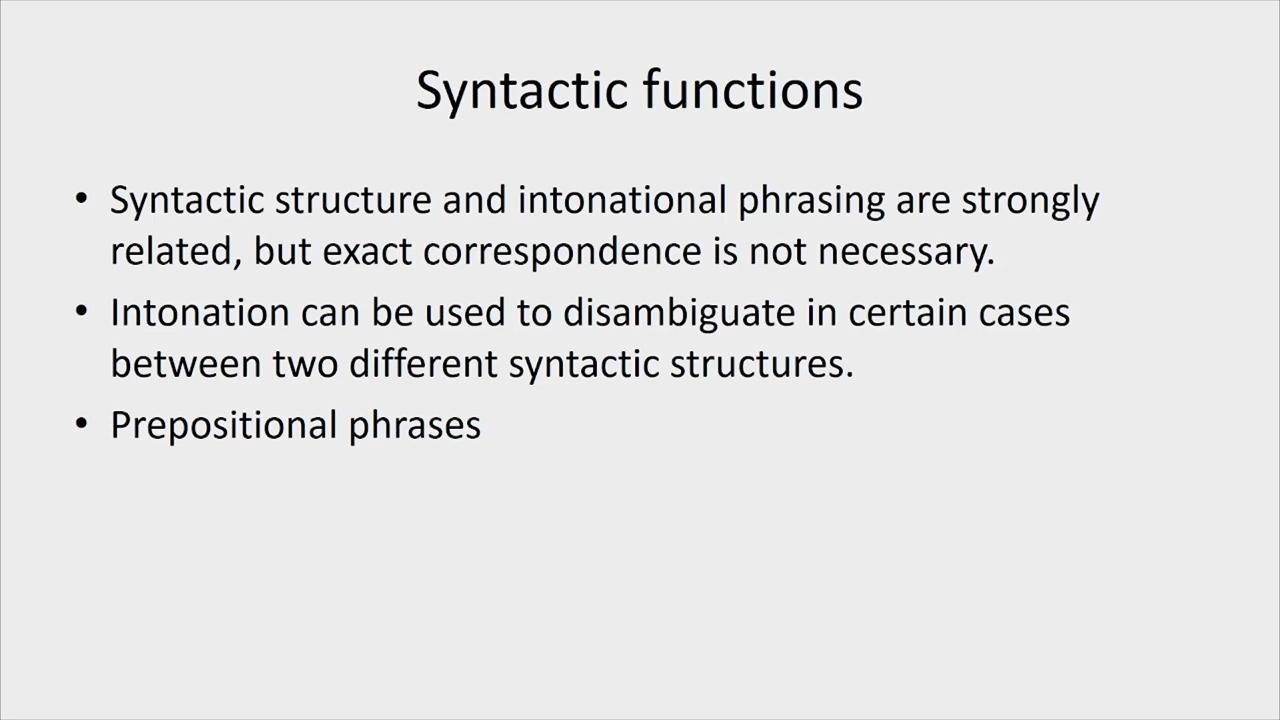 Syntactic functions
• Syntactic structure and intonational phrasing are strongly
related, but exact correspondence is not necessary.
• Intonation can be used to disambiguate in certain cases
between two different syntactic structures.
• Prepositional phrases